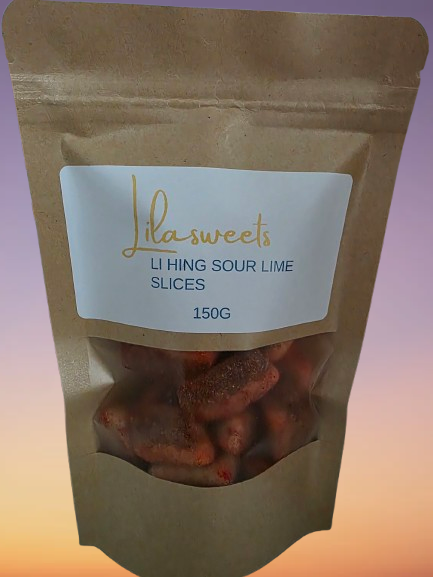 Lilasweets
LI HING SOUR LIME
SLICES
150G